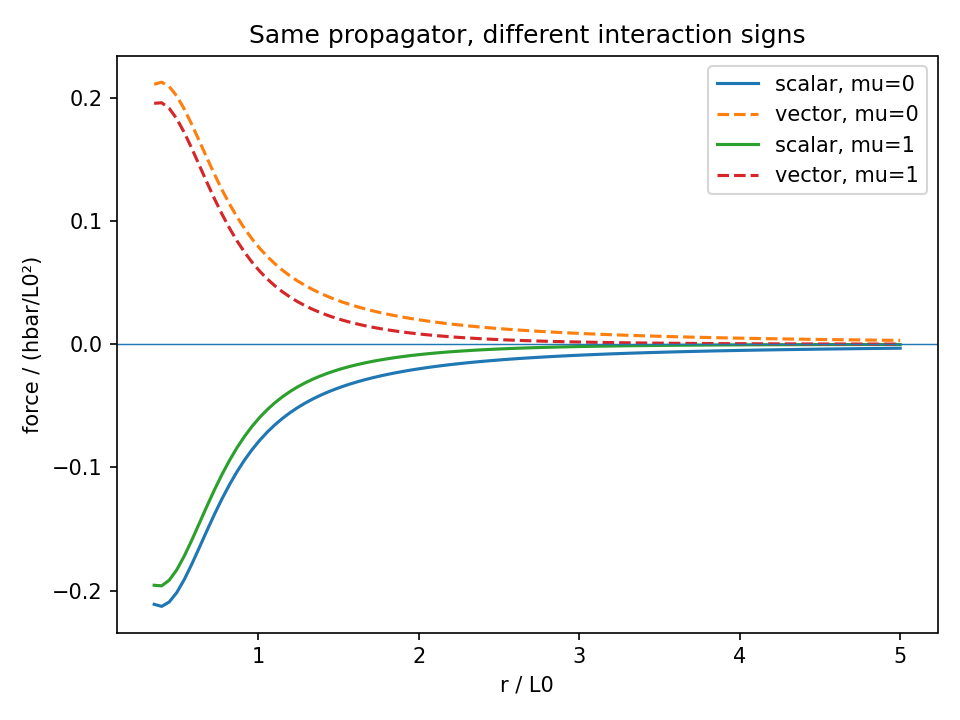 Same propagator, different interaction signs
scalar, mu=0
vector, mu=0
scalar, mu=1
vector, mu=1
force / (hbar/L0²)
0.2
0.1
0.0
−0.1
−0.2
1 2 3 4 5
r / L0